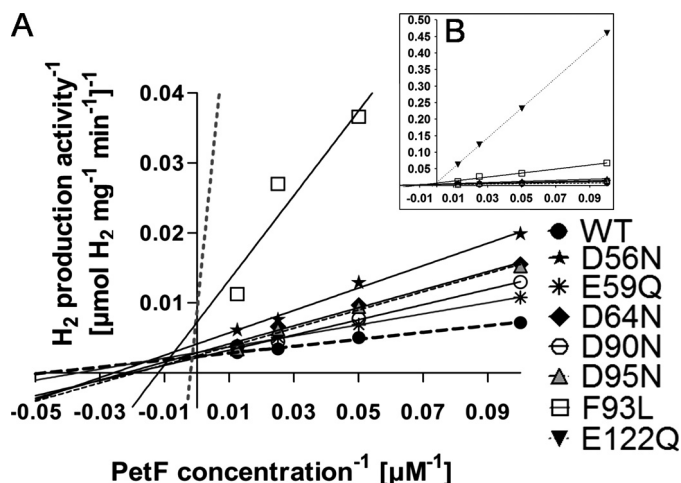 A
H₂ production activity⁻¹
[µmol H₂ mg⁻¹ min⁻¹]⁻¹
0.04
0.03
0.02
0.01
-0.05 -0.03 -0.01 0.01 0.03 0.05 0.07 0.09
PetF concentration⁻¹ [µM⁻¹]
B
0.50
0.45
0.40
0.35
0.30
0.25
0.20
0.15
0.10
0.05
-0.01 0.01 0.03 0.05 0.07 0.09
WT
D56N
E59Q
D64N
D90N
D95N
F93L
E122Q